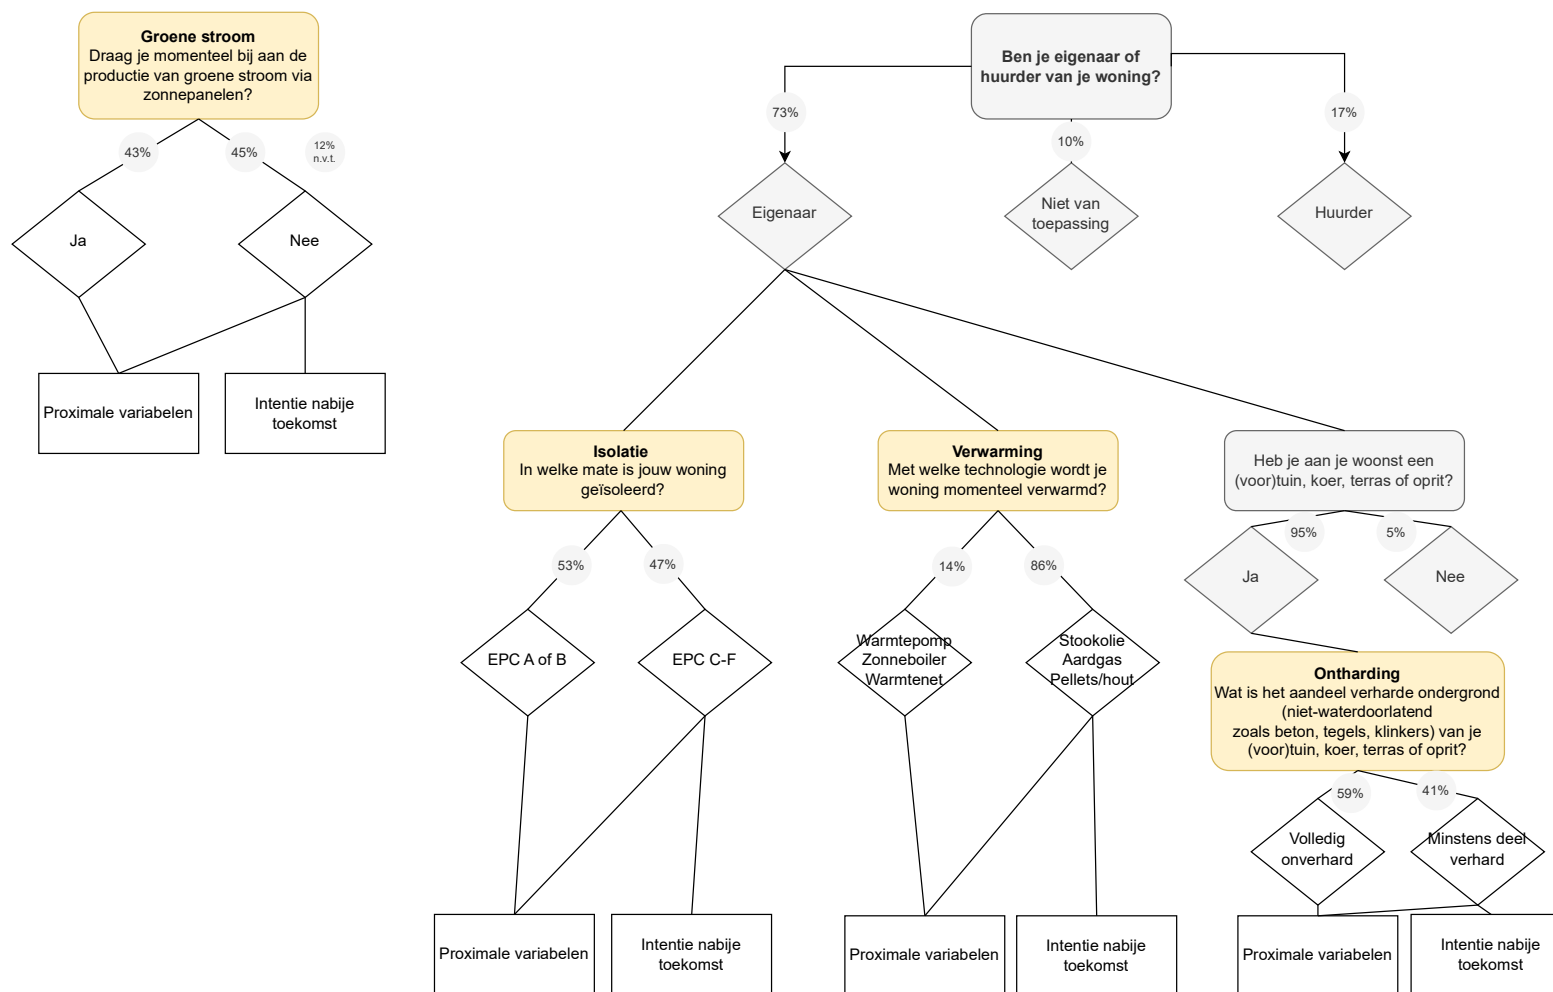 Groene stroom
Draag je momenteel bij aan de
productie van groene stroom via
zonnepanelen?
43%
45%
12%
n.v.t.
Ja
Nee
Proximale variabelen
Intentie nabije
toekomst
Ben je eigenaar of
huurder van je woning?
73%
10%
17%
Eigenaar
Niet van
toepassing
Huurder
Isolatie
In welke mate is jouw woning
geïsoleerd?
53%
47%
EPC A of B
EPC C-F
Proximale variabelen
Intentie nabije
toekomst
Verwarming
Met welke technologie wordt je
woning momenteel verwarmd?
14%
86%
Warmtepomp
Zonneboiler
Warmtenet
Stookolie
Aardgas
Pellets/hout
Proximale variabelen
Intentie nabije
toekomst
Heb je aan je woonst een
(voor)tuin, koer, terras of oprit?
95%
5%
Ja
Nee
Ontharding
Wat is het aandeel verharde ondergrond
(niet-waterdoorlatend
zoals beton, tegels, klinkers) van je
(voor)tuin, koer, terras of oprit?
59%
41%
Volledig
onverhard
Minstens deel
verhard
Proximale variabelen
Intentie nabije
toekomst